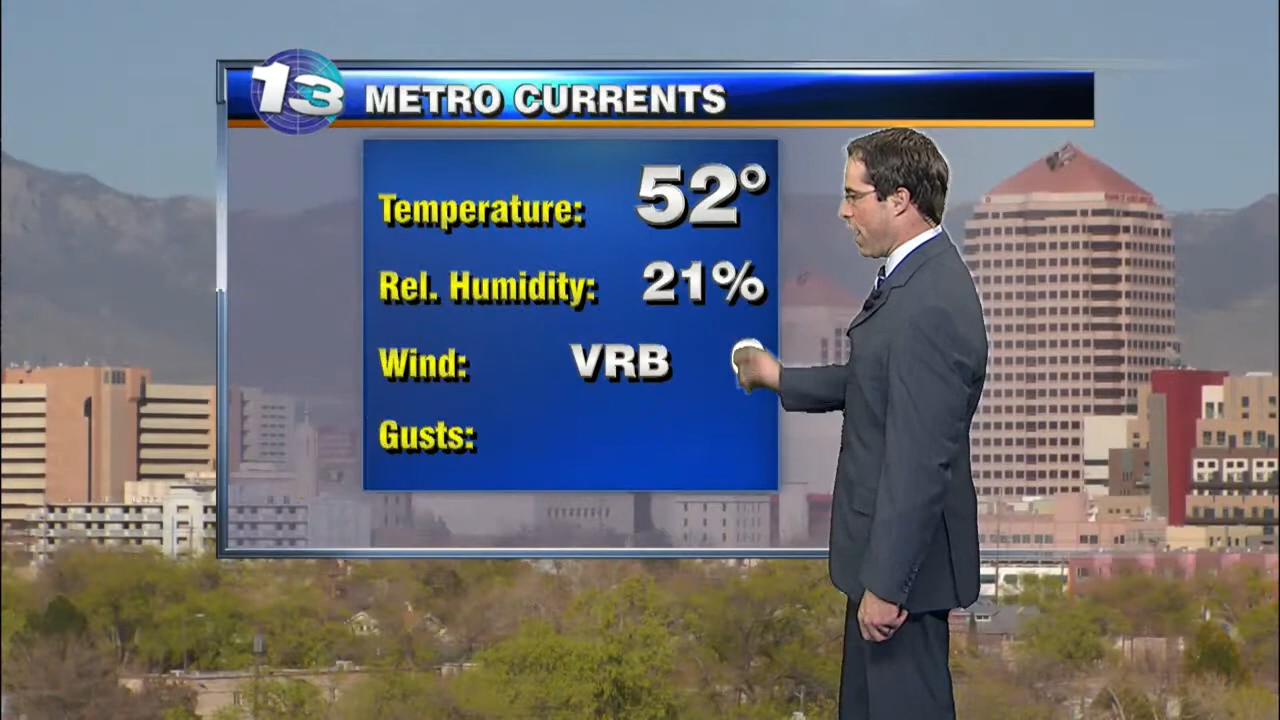 13 METRO CURRENTS
Temperature: 52°
Rel. Humidity: 21%
Wind: VRB
Gusts: